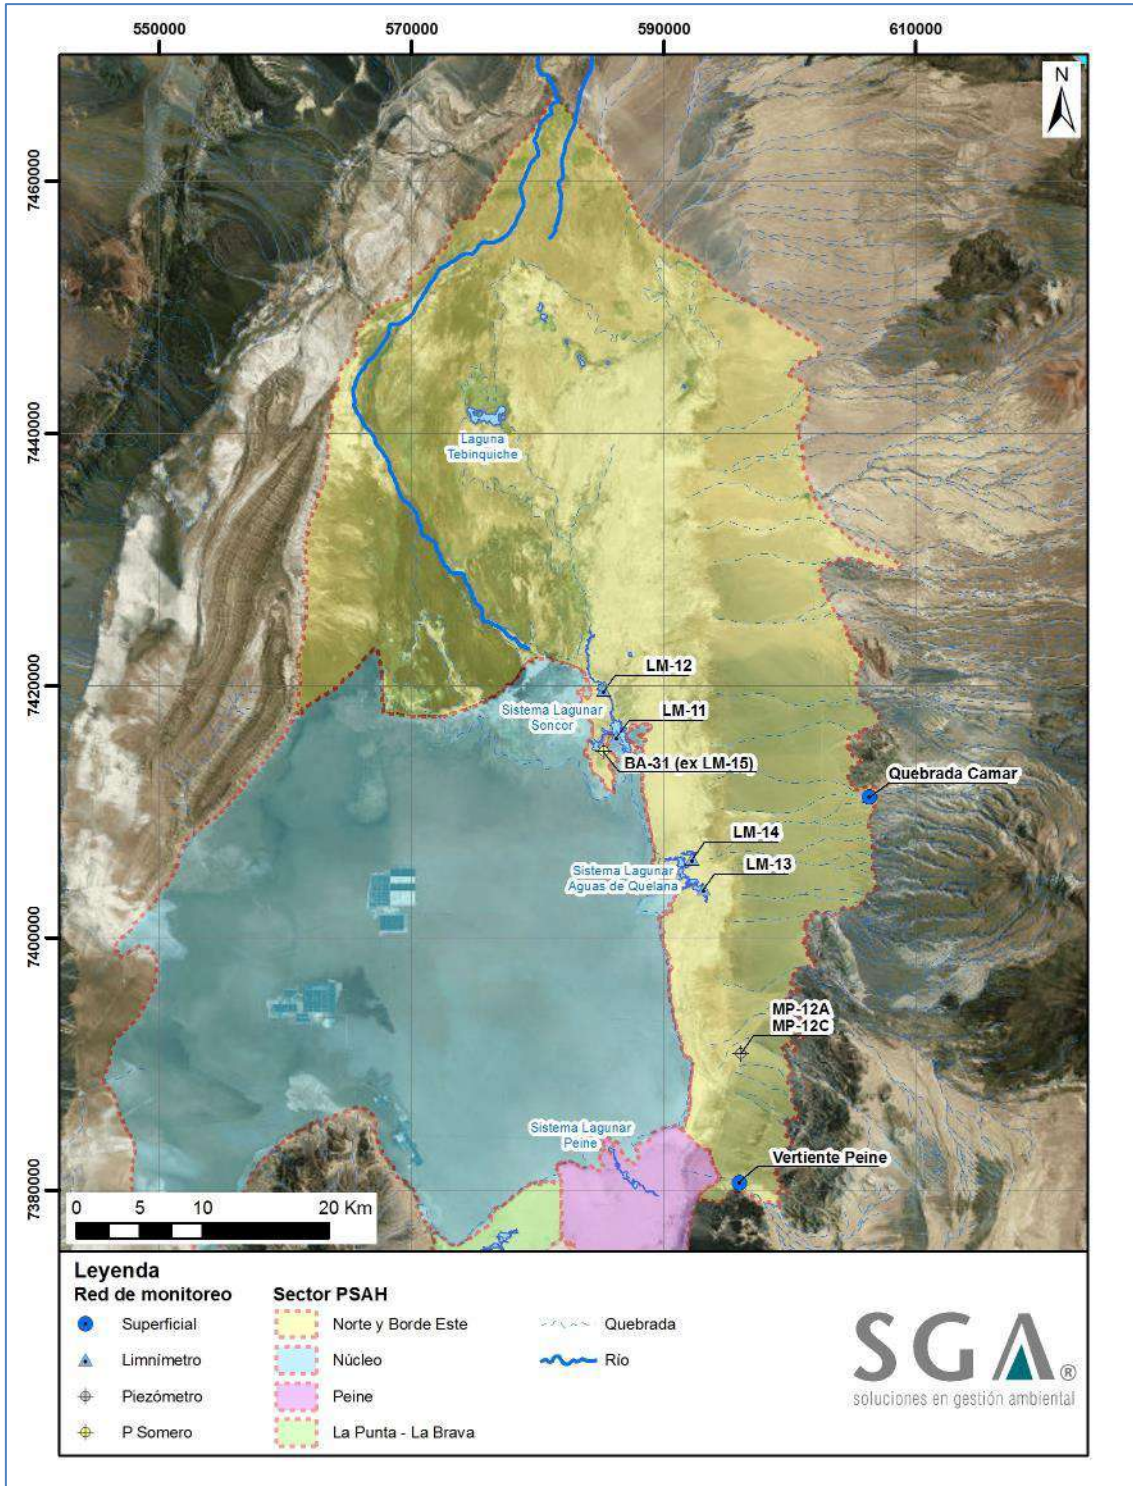 550000
570000
590000
610000
N
7460000
7440000
7420000
7400000
7380000
Laguna
Tebinquiche
LM-12
Sistema Lagunar
Soncor
LM-11
BA-31 (ex LM-15)
Quebrada Camar
LM-14
LM-13
Sistema Lagunar
Aguas de Quelana
MP-12A
MP-12C
Sistema Lagunar
Peine
Vertiente Peine
0 5 10 20 Km
Leyenda
Red de monitoreo
Superficial
Limnímetro
Piezómetro
P Somero
Sector PSAH
Norte y Borde Este
Núcleo
Peine
La Punta - La Brava
Quebrada
Río
SGA®
soluciones en gestión ambiental